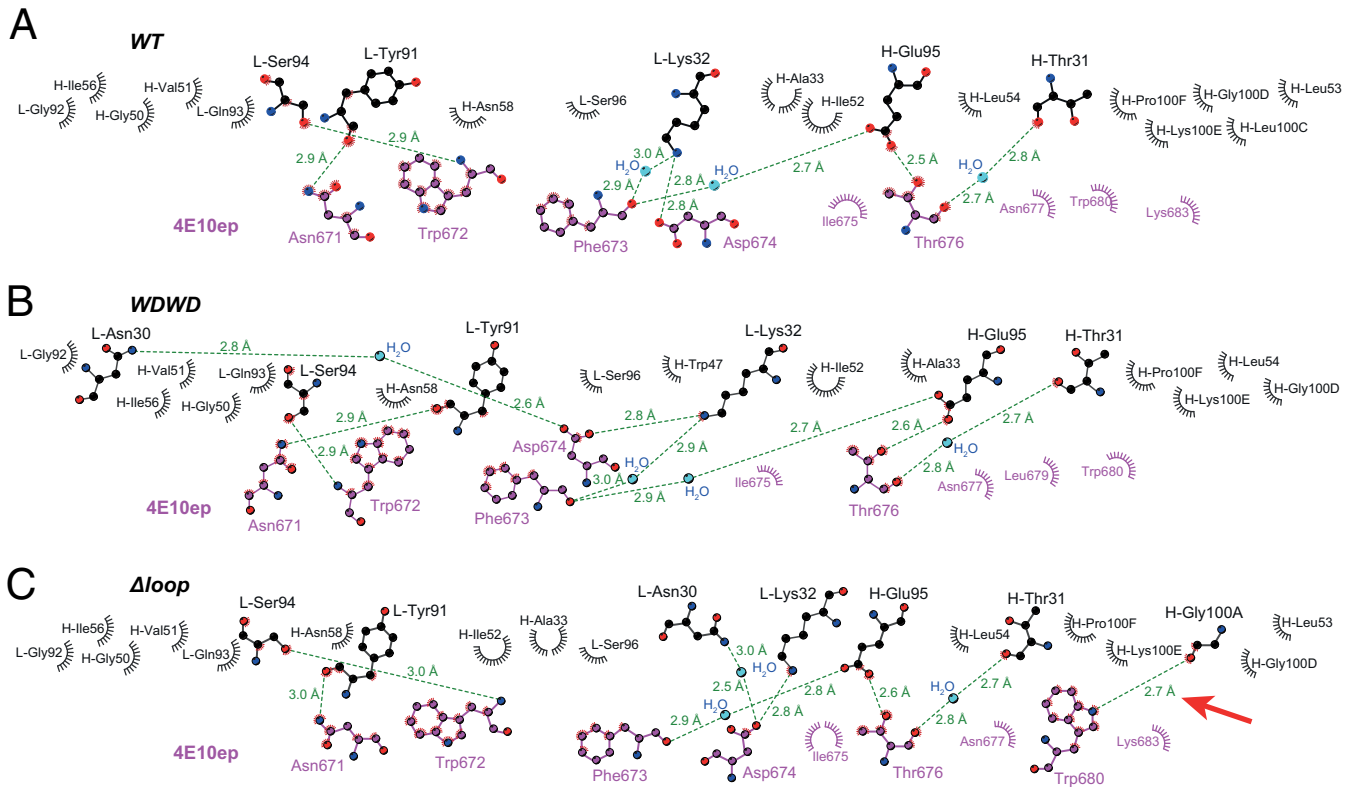 A
WT
L-Ser94
L-Tyr91
L-Lys32
H-Glu95
H-Thr31
H-Ile56
H-Val51
L-Gly92
H-Gly50
L-Gln93
H-Asn58
L-Ser96
H-Ala33
H-Ile52
H-Leu54
H-Pro100F
H-Gly100D
L-Leu53
H-Lys100E
H-Leu100C
2.9 Å
2.9 Å
3.0 Å
H₂O
2.9 Å
2.8 Å
H₂O
2.8 Å
2.7 Å
2.5 Å
H₂O
2.8 Å
2.7 Å
4E10ep
Asn671
Trp672
Phe673
Asp674
Ile675
Thr676
Asn677
Trp680
Lys683
B
WDWD
L-Asn30
L-Tyr91
L-Lys32
H-Glu95
H-Thr31
L-Gly92
2.8 Å
H₂O
H-Val51
L-Gln93
L-Ser94
H-Ile56
H-Gly50
H-Asn58
L-Ser96
H-Trp47
H-Ile52
H-Ala33
H-Pro100F
H-Leu54
H-Lys100E
H-Gly100D
2.9 Å
2.9 Å
2.6 Å
2.8 Å
2.9 Å
H₂O
3.0 Å
2.9 Å
H₂O
2.7 Å
2.6 Å
H₂O
2.7 Å
2.8 Å
4E10ep
Asn671
Trp672
Phe673
Asp674
Ile675
Thr676
Asn677
Leu679
Trp680
C
Δloop
L-Ser94
L-Tyr91
L-Asn30
L-Lys32
H-Glu95
H-Thr31
H-Gly100A
H-Ile56
H-Val51
L-Gly92
H-Gly50
L-Gln93
H-Asn58
H-Ile52
H-Ala33
L-Ser96
H-Leu54
H-Pro100F
H-Lys100E
H-Leu53
H-Gly100D
3.0 Å
3.0 Å
3.0 Å
H₂O
2.5 Å
2.8 Å
H₂O
2.9 Å
2.8 Å
2.6 Å
H₂O
2.7 Å
2.8 Å
2.7 Å
4E10ep
Asn671
Trp672
Phe673
Asp674
Ile675
Thr676
Asn677
Trp680
Lys683